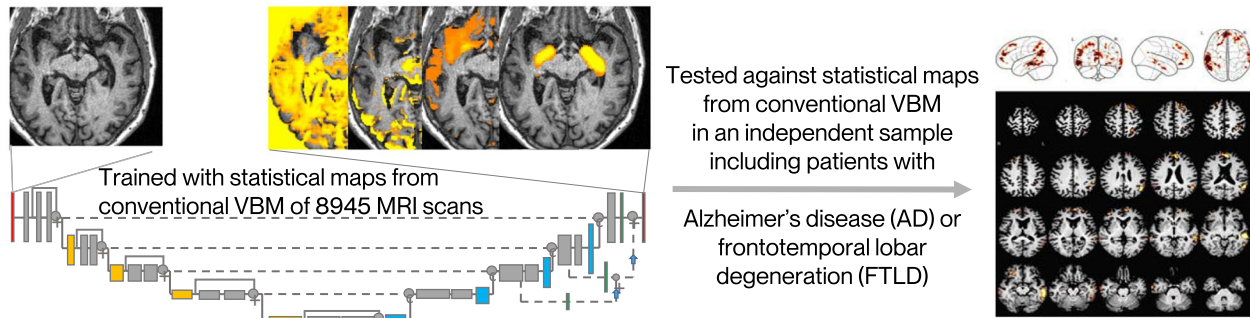 Trained with statistical maps from
conventional VBM of 8945 MRI scans
Tested against statistical maps
from conventional VBM
in an independent sample
including patients with
Alzheimer’s disease (AD) or
frontotemporal lobar
degeneration (FTLD)